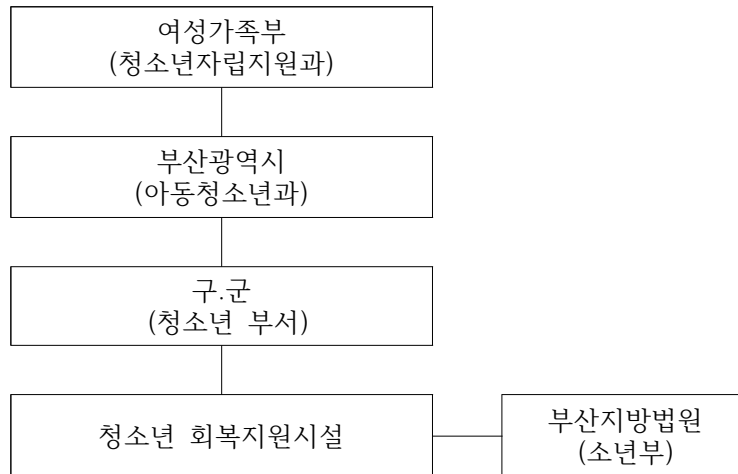 여성가족부
(청소년자립지원과)
부산광역시
(아동청소년과)
구.군
(청소년 부서)
청소년 회복지원시설
부산지방법원
(소년부)